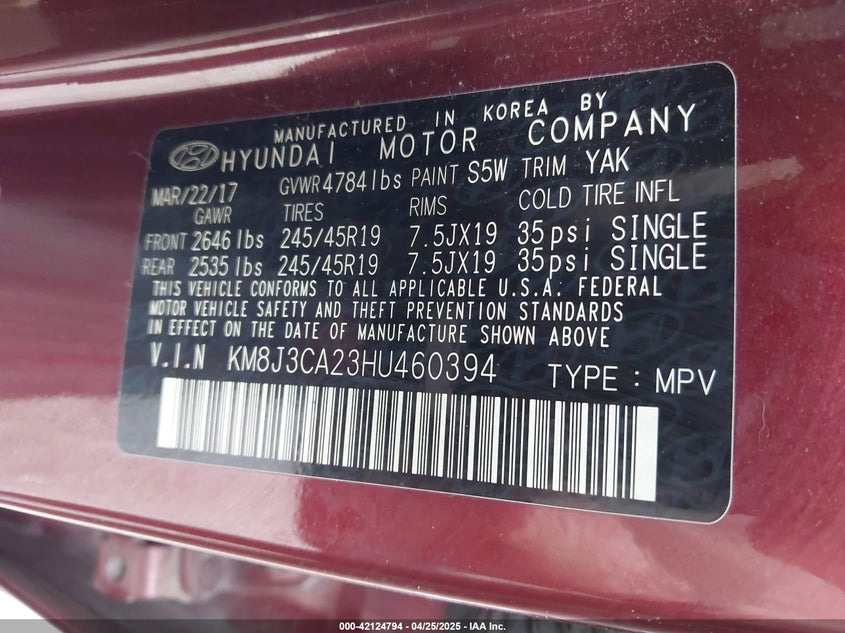 MANUFACTURED IN KOREA BY
HYUNDAI MOTOR COMPANY
MAR/22/17 GVWR 4784 lbs PAINT S5W TRIM YAK
GAWR TIRES RIMS COLD TIRE INFL
FRONT 2646 lbs 245/45R19 7.5JX19 35psi SINGLE
REAR 2535 lbs 245/45R19 7.5JX19 35psi SINGLE
THIS VEHICLE CONFORMS TO ALL APPLICABLE U.S.A. FEDERAL
MOTOR VEHICLE SAFETY AND THEFT PREVENTION STANDARDS
IN EFFECT ON THE DATE OF MANUFACTURE SHOWN ABOVE
V.I.N KM8J3CA23HU460394 TYPE : MPV
000-42124794 - 04/25/2025 - IAA Inc.